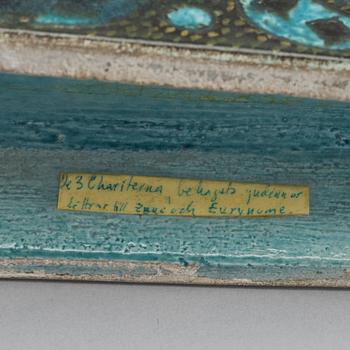 De 3 Chariterna, behagets gudinnor
döttrar till Zeus och Eurynome.